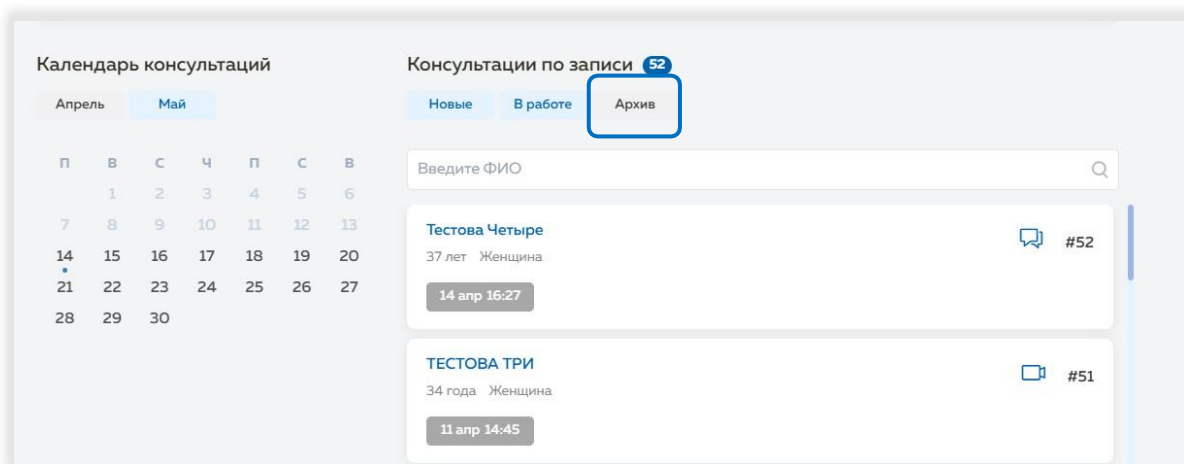 Календарь консультаций
Апрель Май
П В С Ч П С В
1 2 3 4 5 6
7 8 9 10 11 12 13
14 15 16 17 18 19 20
21 22 23 24 25 26 27
28 29 30
Консультации по записи 52
Новые В работе Архив
Введите ФИО
Тестова Четыре
#52
37 лет Женщина
14 апр 16:27
ТЕСТОВА ТРИ
#51
34 года Женщина
11 апр 14:45